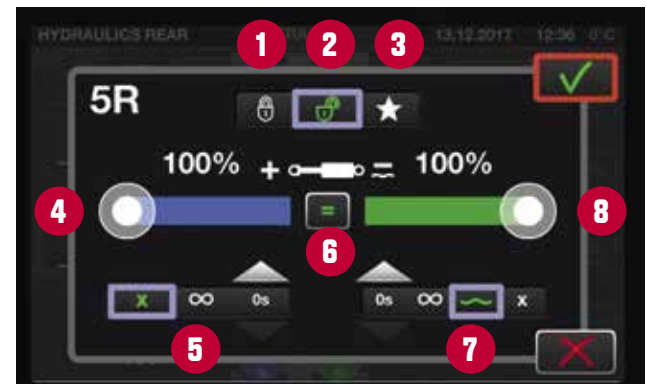 HYDRAULICS REAR 13.12.2017 12:36 0°C
1 2 3
5R
100% + = 100%
4 8
=
6
X ∞ 0s 0s ∞ X
5 7